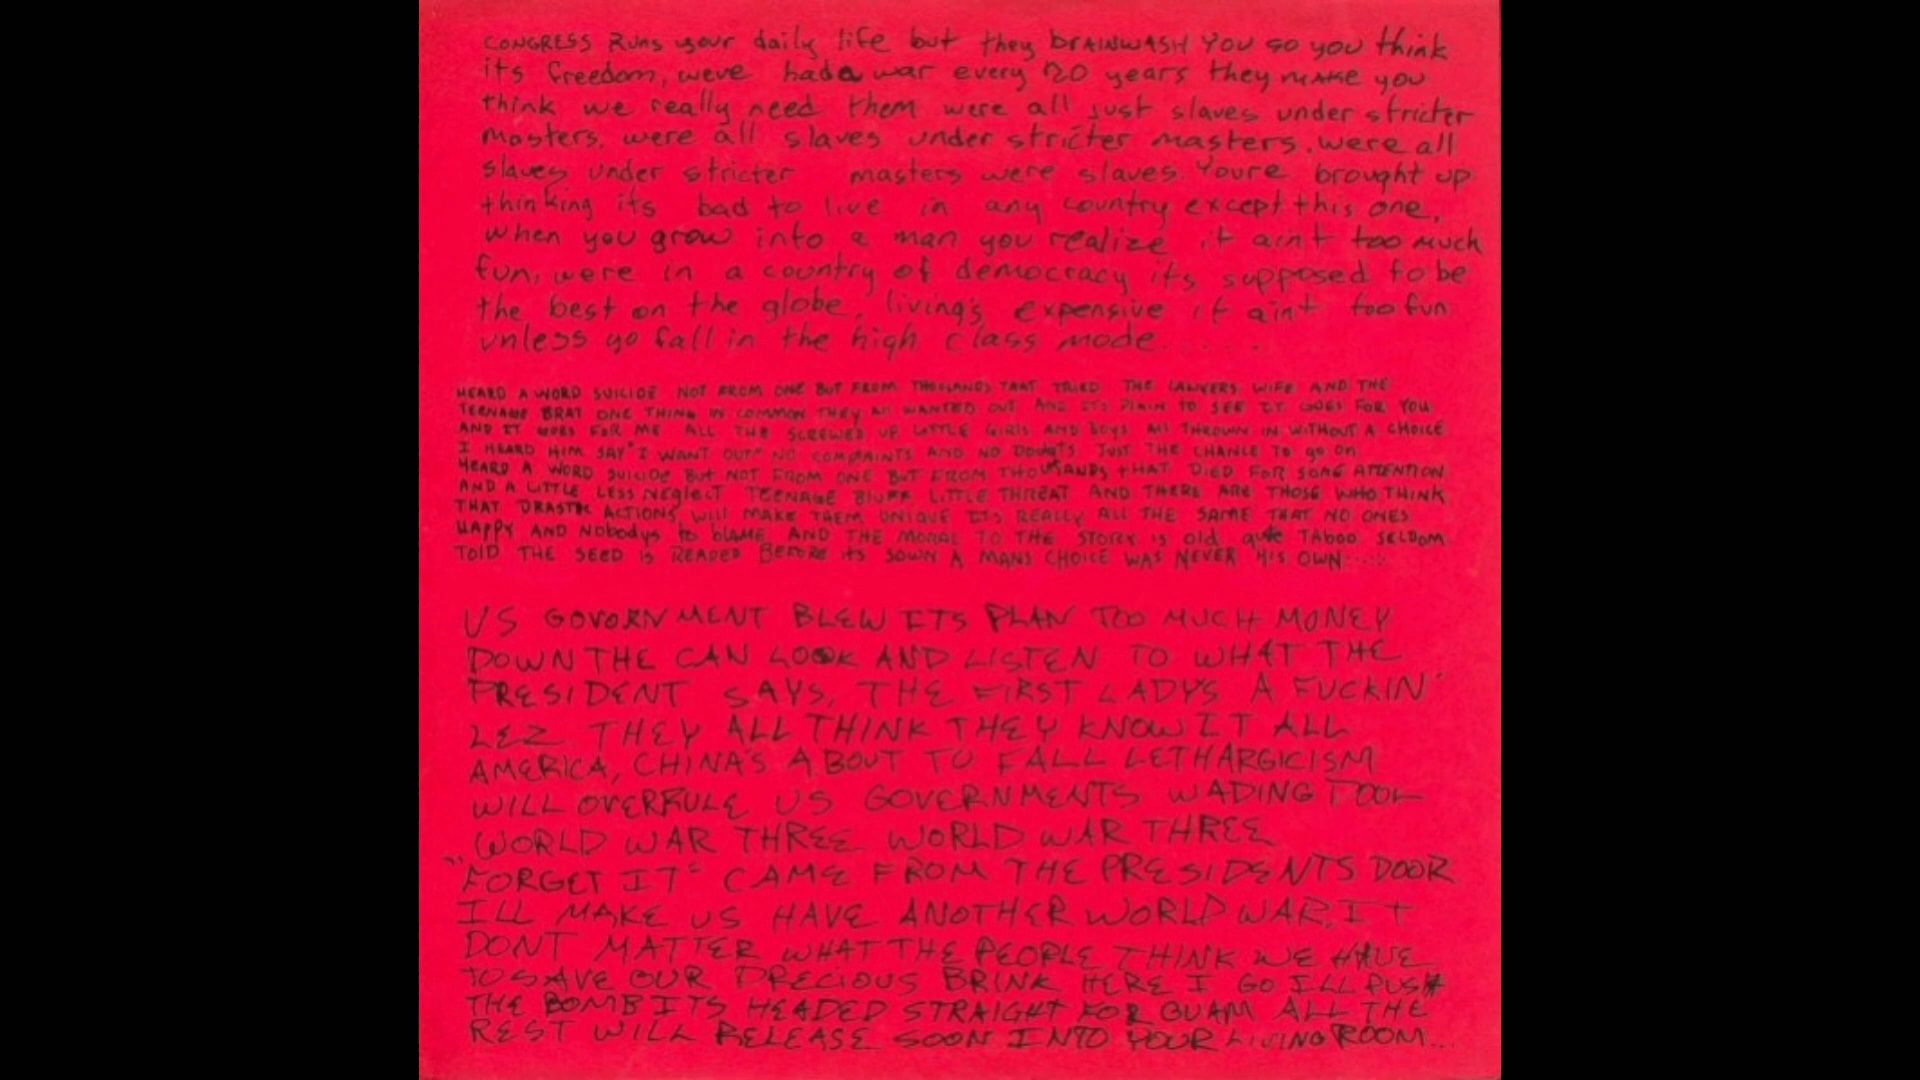 CONGRESS Runs your daily life but they brAINWASH You so you think
its freedom, weve had a war every 20 years they make you
think we really need them were all just slaves under stricter
masters, were all slaves under stricter masters. were all
slaves under stricter masters were slaves. Youre brought up
thinking its bad to live in any country except this one,
when you grow into a man you realize it aint too much
fun, were in a country of democracy its supposed to be
the best on the globe, living's expensive it aint too fun
unless yo fall in the high class mode......
HEARD A WORD SUICIDE NOT FROM ONE BUT FROM THOUSANDS THAT TRIED THE LAWYERS WIFE AND THE
TEENAGE BRAT ONE THING IN COMMON THEY All WANTED OUT AND ITS PLAIN TO SEE IT GOES FOR YOU
AND IT GOES FOR ME ALL THE SCREWED UP LITTLE GIRLS AND BOYS All THROWN IN WITHOUT A CHOICE
I HEARD HIM SAY "I WANT OUT" NO COMPLAINTS AND NO DOUBTS JUST THE CHANCE TO go on
HEARD A WORD SUICIDE BUT NOT FROM ONE BUT FROM THOUSANDS tHAT DIED FOR SOME ATTENTION
AND A LITTLE LESS NEGLECT TEENAGE BLUFF LITTLE THREAT AND THERE ARE THOSE WHO THINK
THAT DRASTIC ACTIONS WILL MAKE THEM UNIQUE ITS REALLY ALL THE SAME THAT NO ONES
HAPPY AND NObodys to blAME AND THE MORAL TO THE STORY IS old quite TAboo SELDOM
TOLD THE SEED IS REAPED BEFORE its SOWN A MANS CHOICE WAS NEVER HIS OWN.....
US GOVORNMENT BLEW ITS PLAN TOO MUCH MONEY
DOWN THE CAN LOOK AND LISTEN TO WHAT THE
PRESIDENT SAYS, THE FIRST LADYS A FUCKIN'
LEZ THEY ALL THINK THEY KNOW IT ALL
AMERICA, CHINA'S ABOUT TO FALL LETHARGICISM
WILL OVERRULE US GOVERNMENTS WADING POOL
WORLD WAR THREE WORLD WAR THREE
"FORGET IT" CAME FROM THE PRESIDENTS DOOR
ILL MAKE US HAVE ANOTHER WORLD WAR, IT
DONT MATTER WHAT THE PEOPLE THINK WE HAVE
TO SAVE OUR PRECIOUS BRINK HERE I GO ILL PUSH
THE BOMB ITS HEADED STRAIGHT FOR GUAM ALL THE
REST WILL RELEASE SOON INTO YOUR LIVING ROOM...